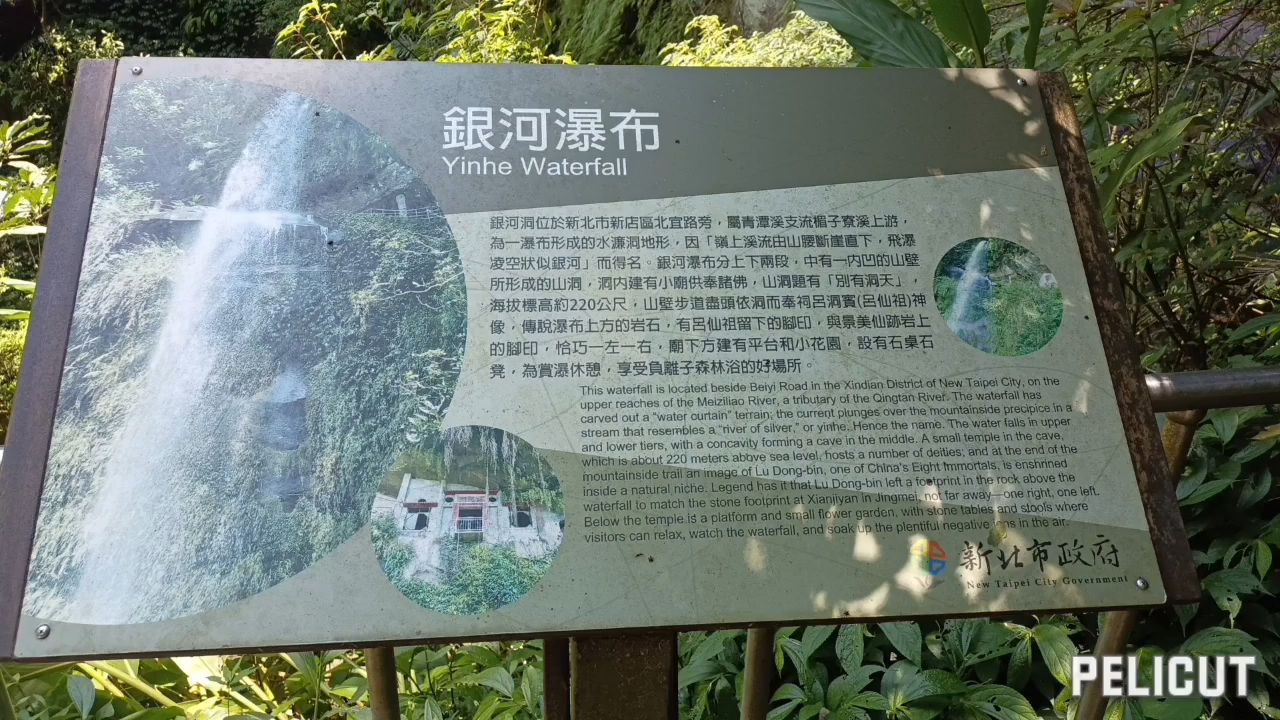 銀河瀑布
Yinhe Waterfall
銀河洞位於新北市新店區北宜路旁，屬青潭溪支流楣子寮溪上游，
為一瀑布形成的水濂洞地形，因「嶺上溪流由山腰斷崖直下，飛瀑
凌空狀似銀河」而得名。銀河瀑布分上下兩段，中有一內凹的山壁
所形成的山洞，洞內建有小廟供奉諸佛，山洞題有「別有洞天」，
海拔標高約220公尺，山壁步道盡頭依洞而奉祠呂洞賓(呂仙祖)神
像，傳說瀑布上方的岩石，有呂仙祖留下的腳印，與景美仙跡岩上
的腳印，恰巧一左一右，廟下方建有平台和小花園，設有石桌石
凳，為賞瀑休憩，享受負離子森林浴的好場所。
This waterfall is located beside Beiyi Road in the Xindian District of New Taipei City, on the
upper reaches of the Meiziliao River, a tributary of the Qingtan River. The waterfall has
carved out a "water curtain" terrain; the current plunges over the mountainside precipice in a
stream that resembles a "river of silver," or yinhe. Hence the name. The water falls in upper
and lower tiers, with a concavity forming a cave in the middle. A small temple in the cave,
which is about 220 meters above sea level, hosts a number of deities; and at the end of the
mountainside trail an image of Lu Dong-bin, one of China's Eight Immortals, is enshrined
inside a natural niche. Legend has it that Lu Dong-bin left a footprint in the rock above the
waterfall to match the stone footprint at Xianjiyan in Jingmei, not far away—one right, one left.
Below the temple is a platform and small flower garden, with stone tables and stools where
visitors can relax, watch the waterfall, and soak up the plentiful negative ions in the air.
新北市政府
New Taipei City Government
PELICUT